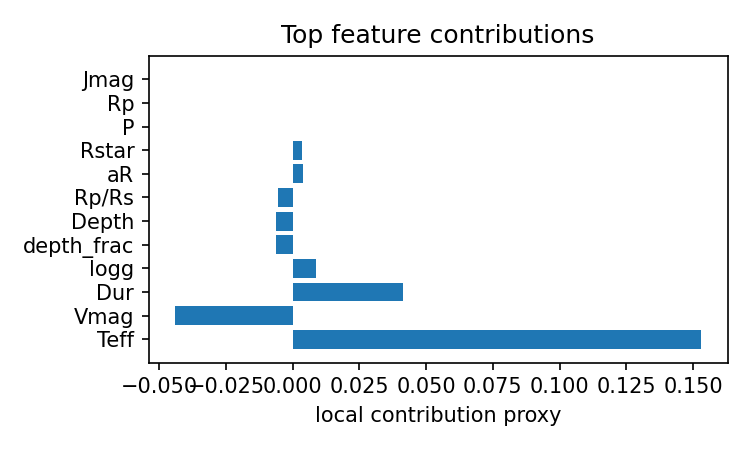 Top feature contributions
Jmag
Rp
P
Rstar
aR
Rp/Rs
Depth
depth_frac
logg
Dur
Vmag
Teff
−0.050 −0.025 0.000 0.025 0.050 0.075 0.100 0.125 0.150
local contribution proxy